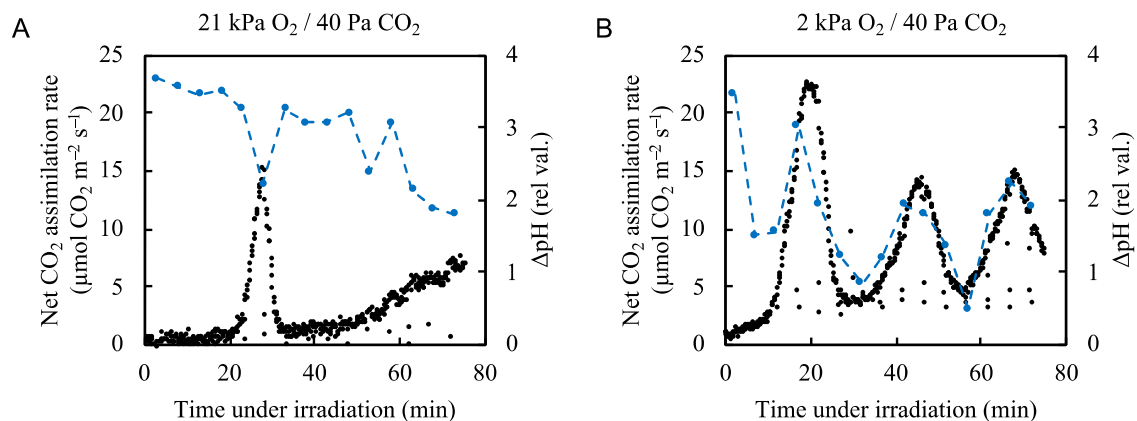 A
21 kPa O₂ / 40 Pa CO₂
Net CO₂ assimilation rate
(μmol CO₂ m⁻² s⁻¹)
25
20
15
10
5
0
4
3
2
1
0
ΔpH (rel val.)
0 20 40 60 80
Time under irradiation (min)
B
2 kPa O₂ / 40 Pa CO₂
Net CO₂ assimilation rate
(μmol CO₂ m⁻² s⁻¹)
25
20
15
10
5
0
4
3
2
1
0
ΔpH (rel val.)
0 20 40 60 80
Time under irradiation (min)